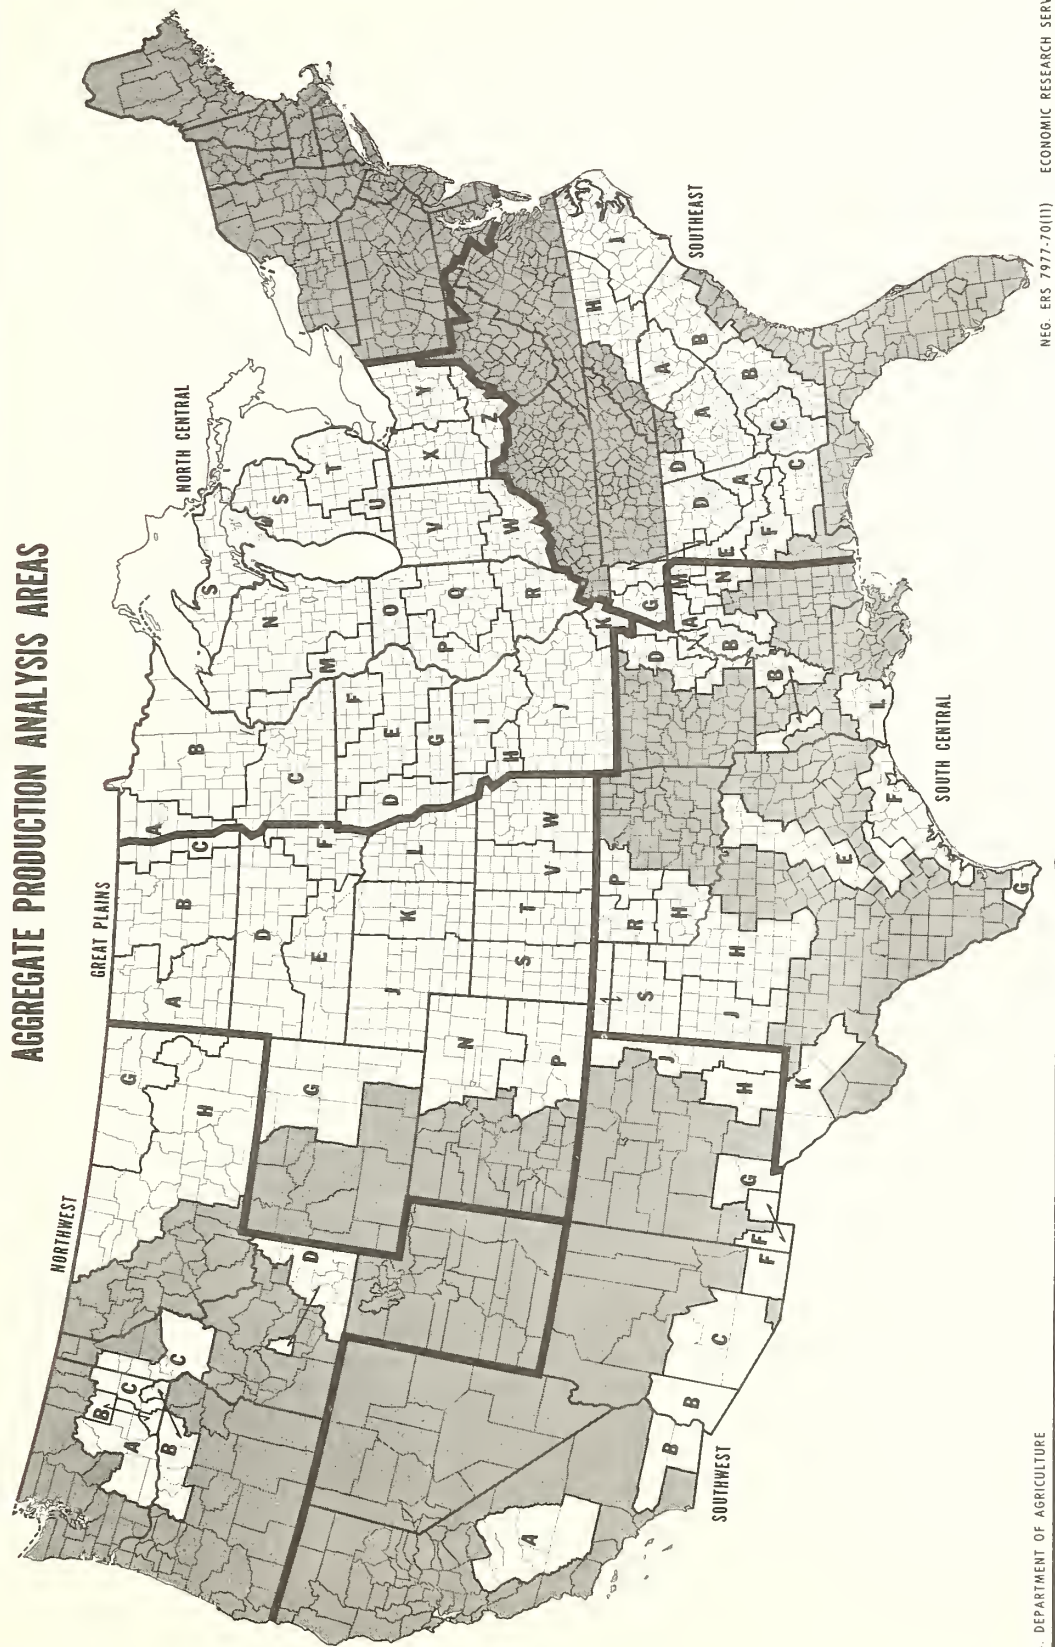 AGGREGATE PRODUCTION ANALYSIS AREAS
NORTHWEST
GREAT PLAINS
NORTH CENTRAL
SOUTHWEST
SOUTH CENTRAL
SOUTHEAST
A
B
B
C
C
D
G
H
A
B
C
D
E
F
G
J
K
L
N
P
S
T
V
W
A
B
C
D
E
F
G
H
I
J
K
M
N
O
P
Q
R
S
S
T
U
V
W
X
Y
Z
A
B
B
C
F
F
G
H
J
S
R
P
H
H
J
K
E
F
G
L
B
B
D
A
M
N
G
E
D
D
A
A
A
F
C
C
B
B
H
DEPARTMENT OF AGRICULTURE
NEG. ERS 7977-70(11) ECONOMIC RESEARCH SERV